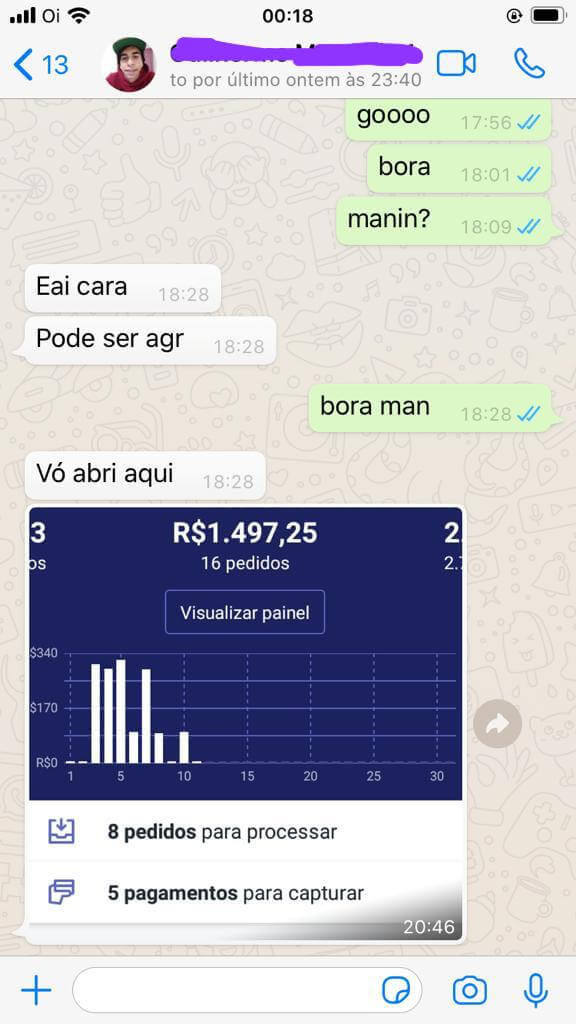 Oi
00:18
13
to por último ontem às 23:40
goooo 17:56
bora 18:01
manin? 18:09
Eai cara 18:28
Pode ser agr 18:28
bora man 18:28
Vó abri aqui 18:28
3 R$1.497,25 2.
os 16 pedidos 2.7
Visualizar painel
$340
$170
R$0
1 5 10 15 20 25 30
8 pedidos para processar
5 pagamentos para capturar
20:46